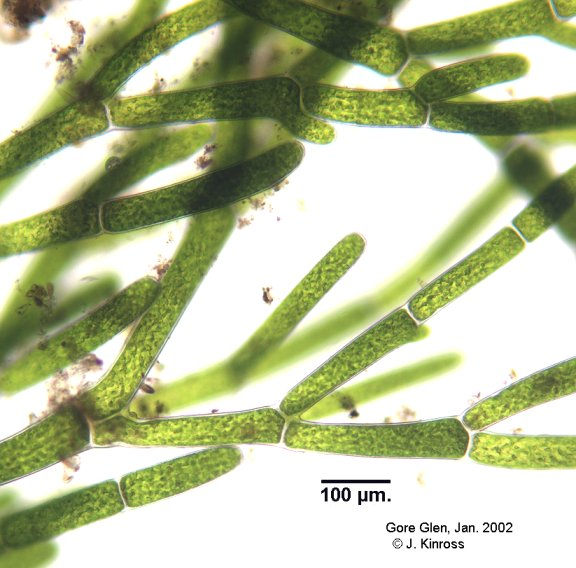 100 µm.
Gore Glen, Jan. 2002
© J. Kinross